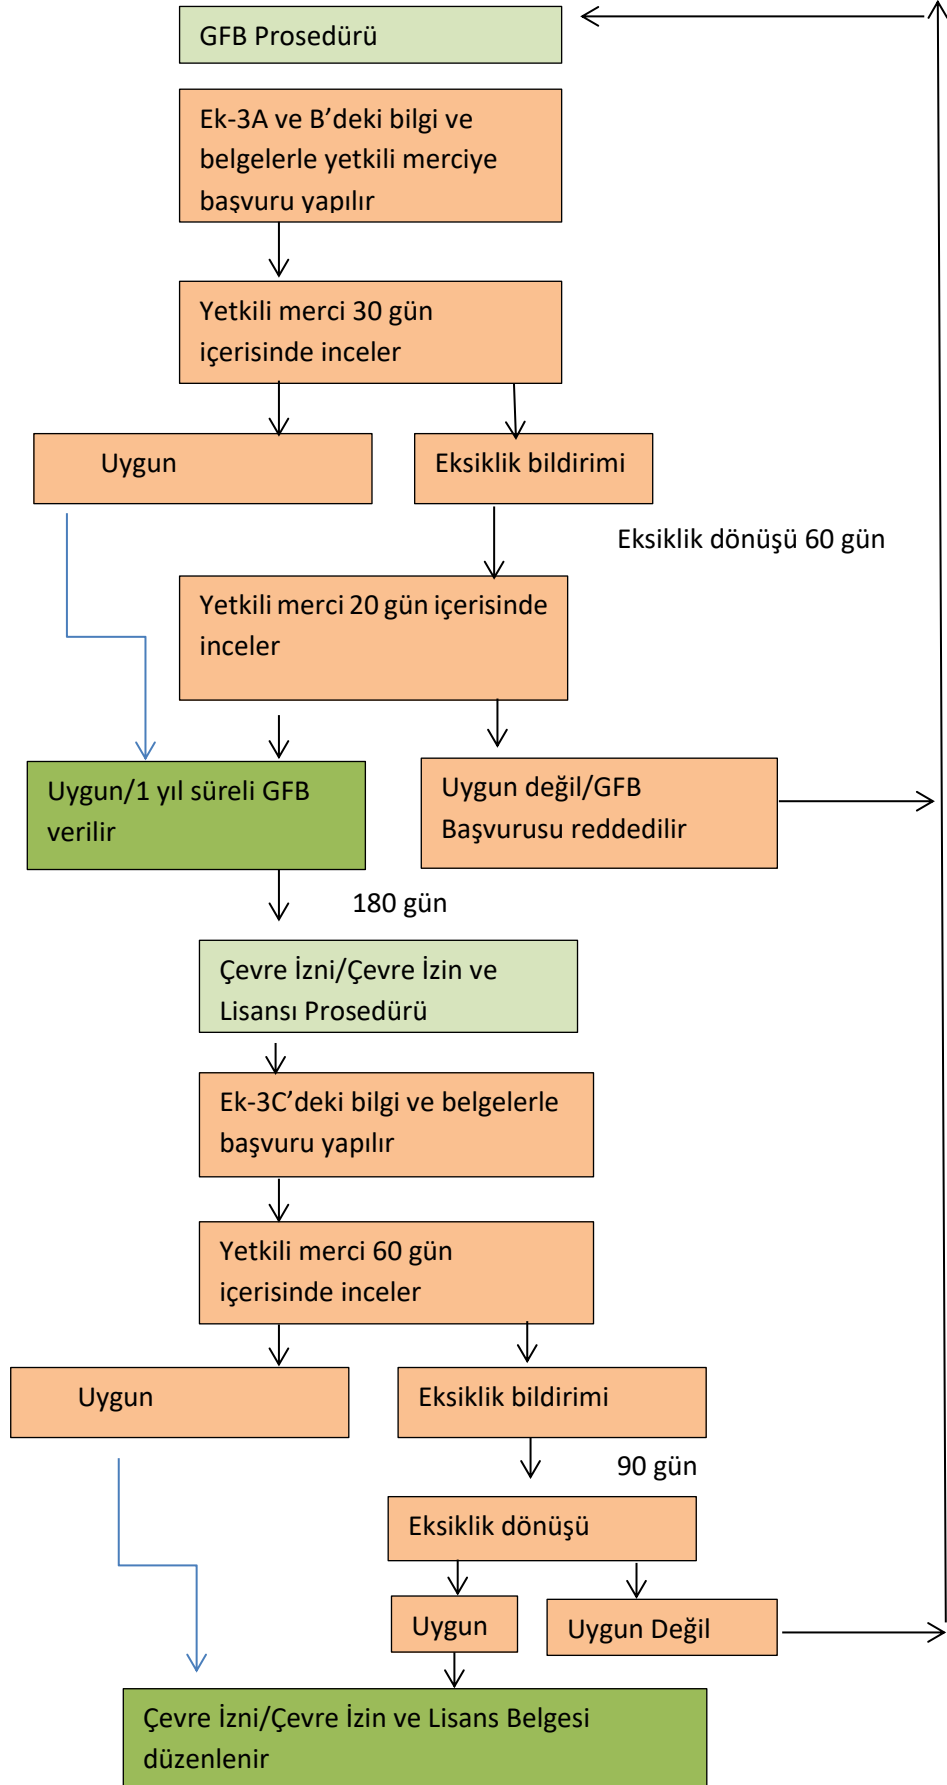 GFB Prosedürü
Ek-3A ve B’deki bilgi ve
belgelerle yetkili merciye
başvuru yapılır
Yetkili merci 30 gün
içerisinde inceler
Uygun
Eksiklik bildirimi
Eksiklik dönüşü 60 gün
Yetkili merci 20 gün içerisinde
inceler
Uygun/1 yıl süreli GFB
verilir
Uygun değil/GFB
Başvurusu reddedilir
180 gün
Çevre İzni/Çevre İzin ve
Lisansı Prosedürü
Ek-3C’deki bilgi ve belgelerle
başvuru yapılır
Yetkili merci 60 gün
içerisinde inceler
Uygun
Eksiklik bildirimi
90 gün
Eksiklik dönüşü
Uygun
Uygun Değil
Çevre İzni/Çevre İzin ve Lisans Belgesi
düzenlenir